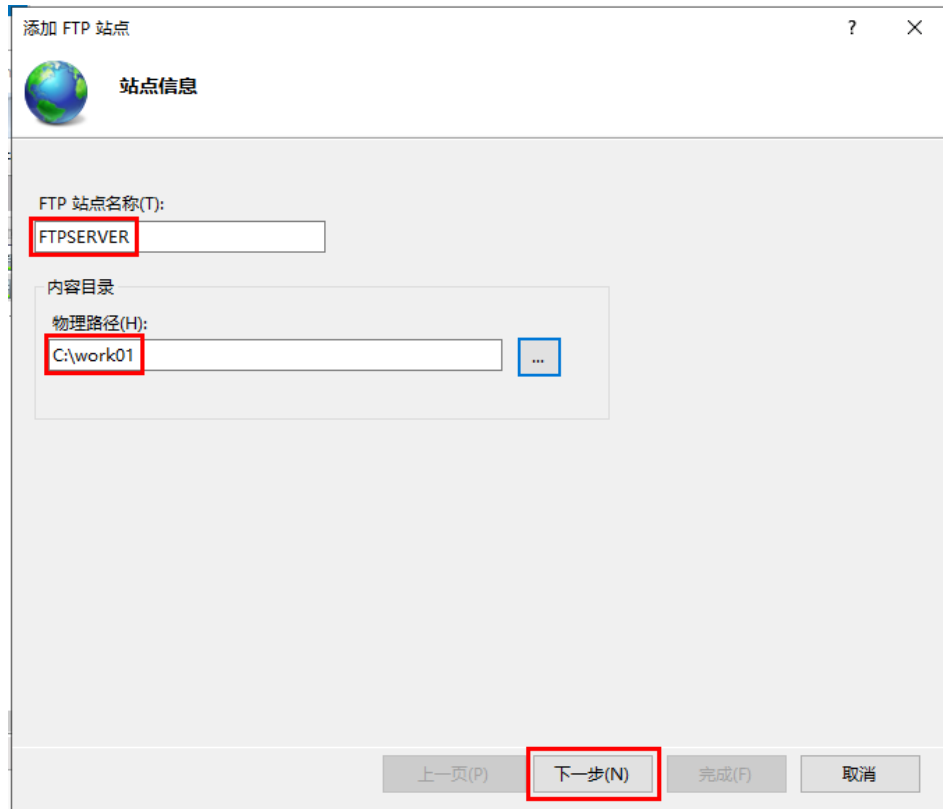 添加 FTP 站点
?
站点信息
FTP 站点名称(T):
FTPSERVER
内容目录
物理路径(H):
C:\work01
...
上一页(P) 下一步(N) 完成(F) 取消